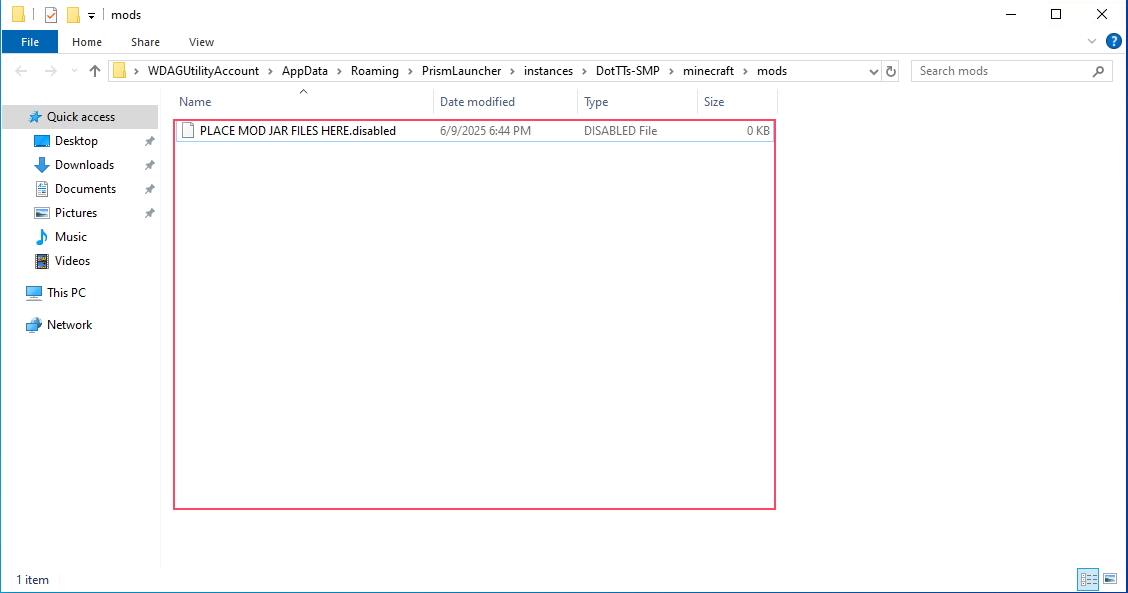 mods
File Home Share View
WDAGUtilityAccount > AppData > Roaming > PrismLauncher > instances > DotTTs-SMP > minecraft > mods
Search mods
Name Date modified Type Size
Quick access
PLACE MOD JAR FILES HERE.disabled 6/9/2025 6:44 PM DISABLED File 0 KB
Desktop
Downloads
Documents
Pictures
Music
Videos
This PC
Network
1 item